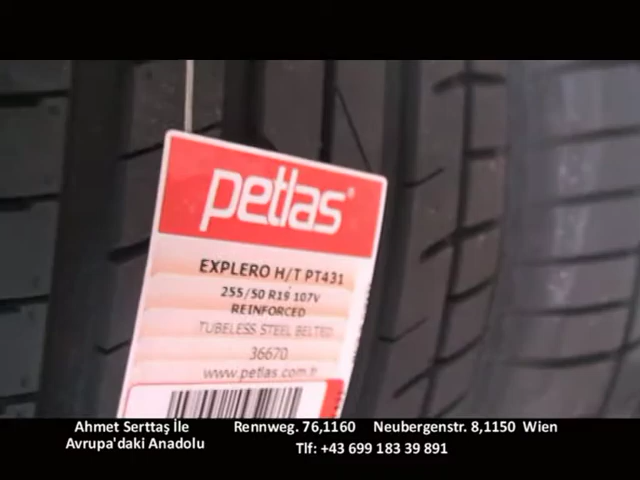 petlas®
EXPLERO H/T PT431
255/50 R19 107V
REINFORCED
TUBELESS STEEL BELTED
36670
www.petlas.com.tr
Ahmet Serttaş İle
Avrupa'daki Anadolu
Rennweg. 76,1160 Neubergenstr. 8,1150 Wien
Tlf: +43 699 183 39 891